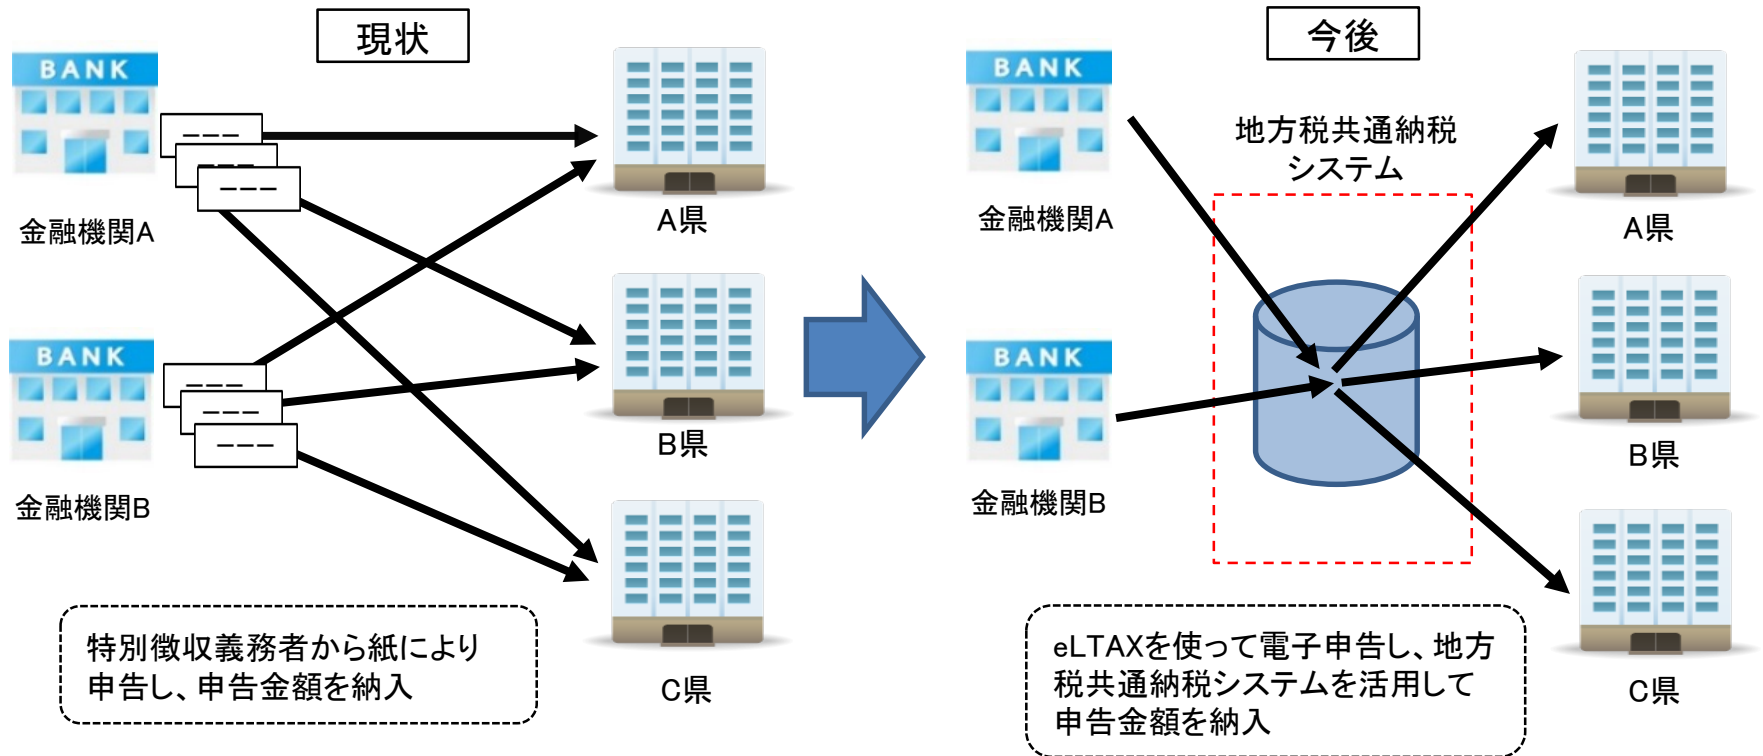 現状
BANK
金融機関A
BANK
金融機関B
A県
B県
C県
特別徴収義務者から紙により
申告し、申告金額を納入
今後
BANK
金融機関A
BANK
金融機関B
地方税共通納税
システム
A県
B県
C県
eLTAXを使って電子申告し、地方
税共通納税システムを活用して
申告金額を納入